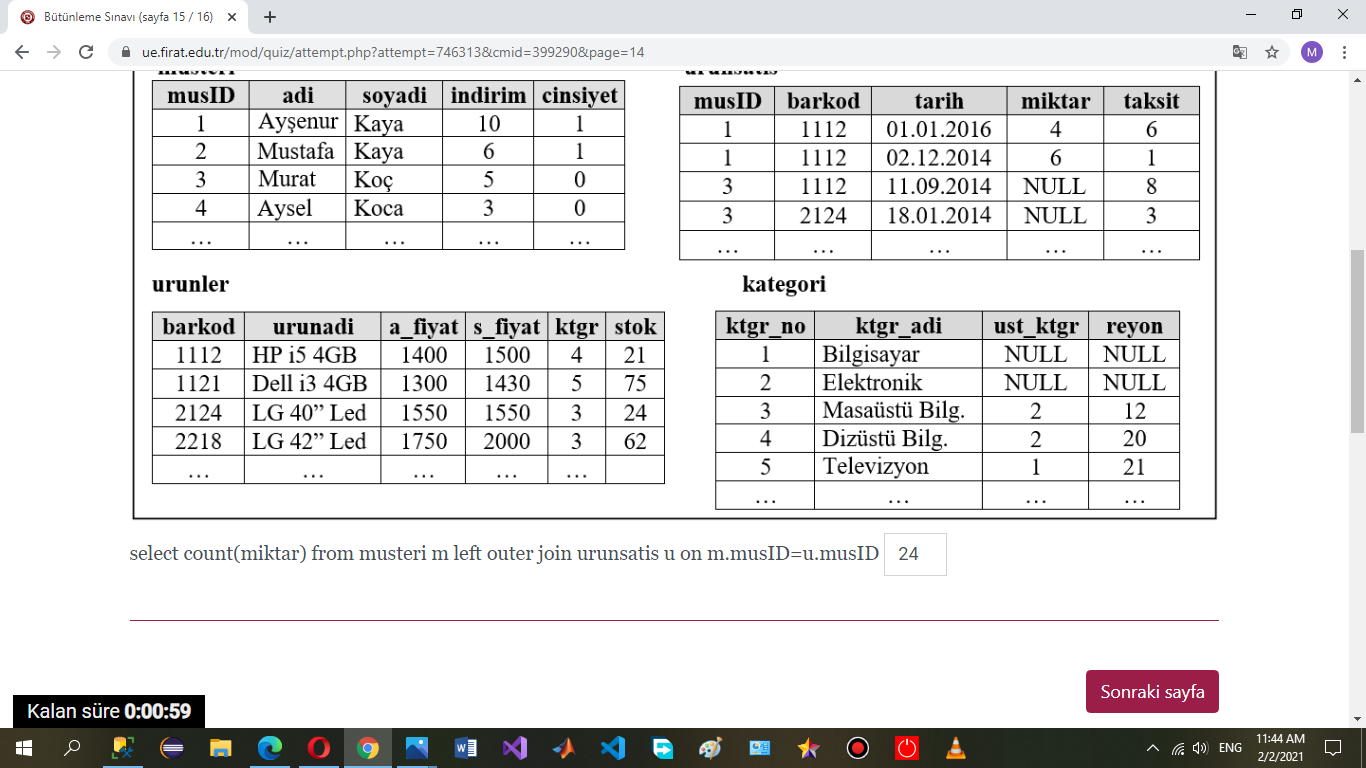 Bütünleme Sınavı (sayfa 15 / 16)
ue.firat.edu.tr/mod/quiz/attempt.php?attempt=746313&cmid=399290&page=14
M
musteri
musID adi soyadi indirim cinsiyet
1 Ayşenur Kaya 10 1
2 Mustafa Kaya 6 1
3 Murat Koç 5 0
4 Aysel Koca 3 0
… … … … …
urunsatis
musID barkod tarih miktar taksit
1 1112 01.01.2016 4 6
1 1112 02.12.2014 6 1
3 1112 11.09.2014 NULL 8
3 2124 18.01.2014 NULL 3
… … … … …
urunler
barkod urunadi a_fiyat s_fiyat ktgr stok
1112 HP i5 4GB 1400 1500 4 21
1121 Dell i3 4GB 1300 1430 5 75
2124 LG 40” Led 1550 1550 3 24
2218 LG 42” Led 1750 2000 3 62
… … … … …
kategori
ktgr_no ktgr_adi ust_ktgr reyon
1 Bilgisayar NULL NULL
2 Elektronik NULL NULL
3 Masaüstü Bilg. 2 12
4 Dizüstü Bilg. 2 20
5 Televizyon 1 21
… … … …
select count(miktar) from musteri m left outer join urunsatis u on m.musID=u.musID 24
Sonraki sayfa
Kalan süre 0:00:59
ENG
11:44 AM
2/2/2021